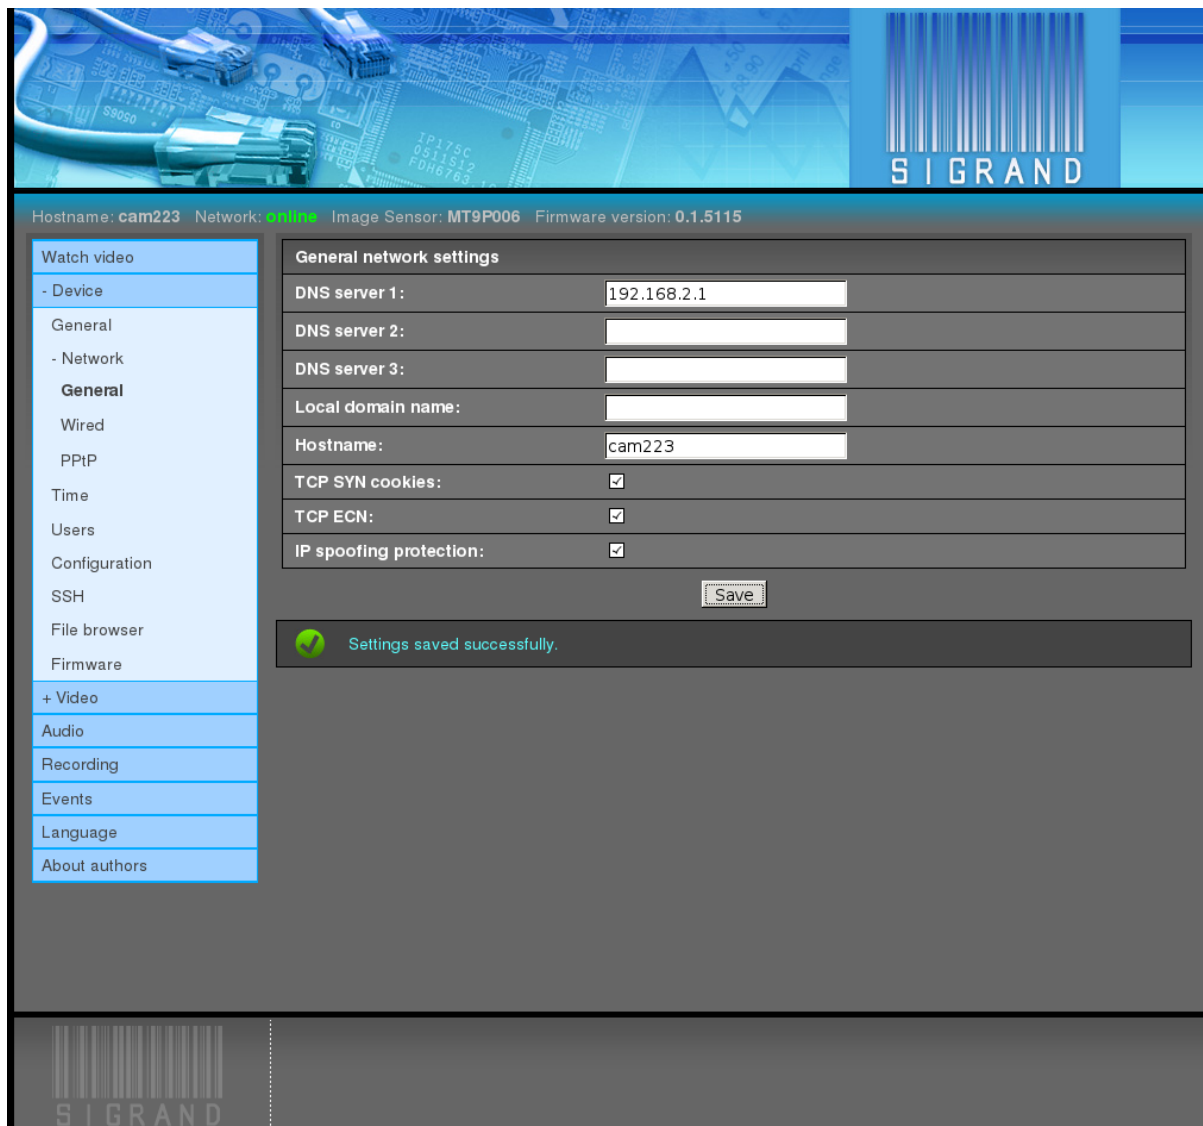 S9050
IP175C
0511S12
SIGRAND
Hostname: cam223 Network: online Image Sensor: MT9P006 Firmware version: 0.1.5115
Watch video
- Device
General
- Network
General
Wired
PPtP
Time
Users
Configuration
SSH
File browser
Firmware
+ Video
Audio
Recording
Events
Language
About authors
General network settings
DNS server 1: 192.168.2.1
DNS server 2:
DNS server 3:
Local domain name:
Hostname: cam223
TCP SYN cookies:
TCP ECN:
IP spoofing protection:
Save
Settings saved successfully.
SIGRAND